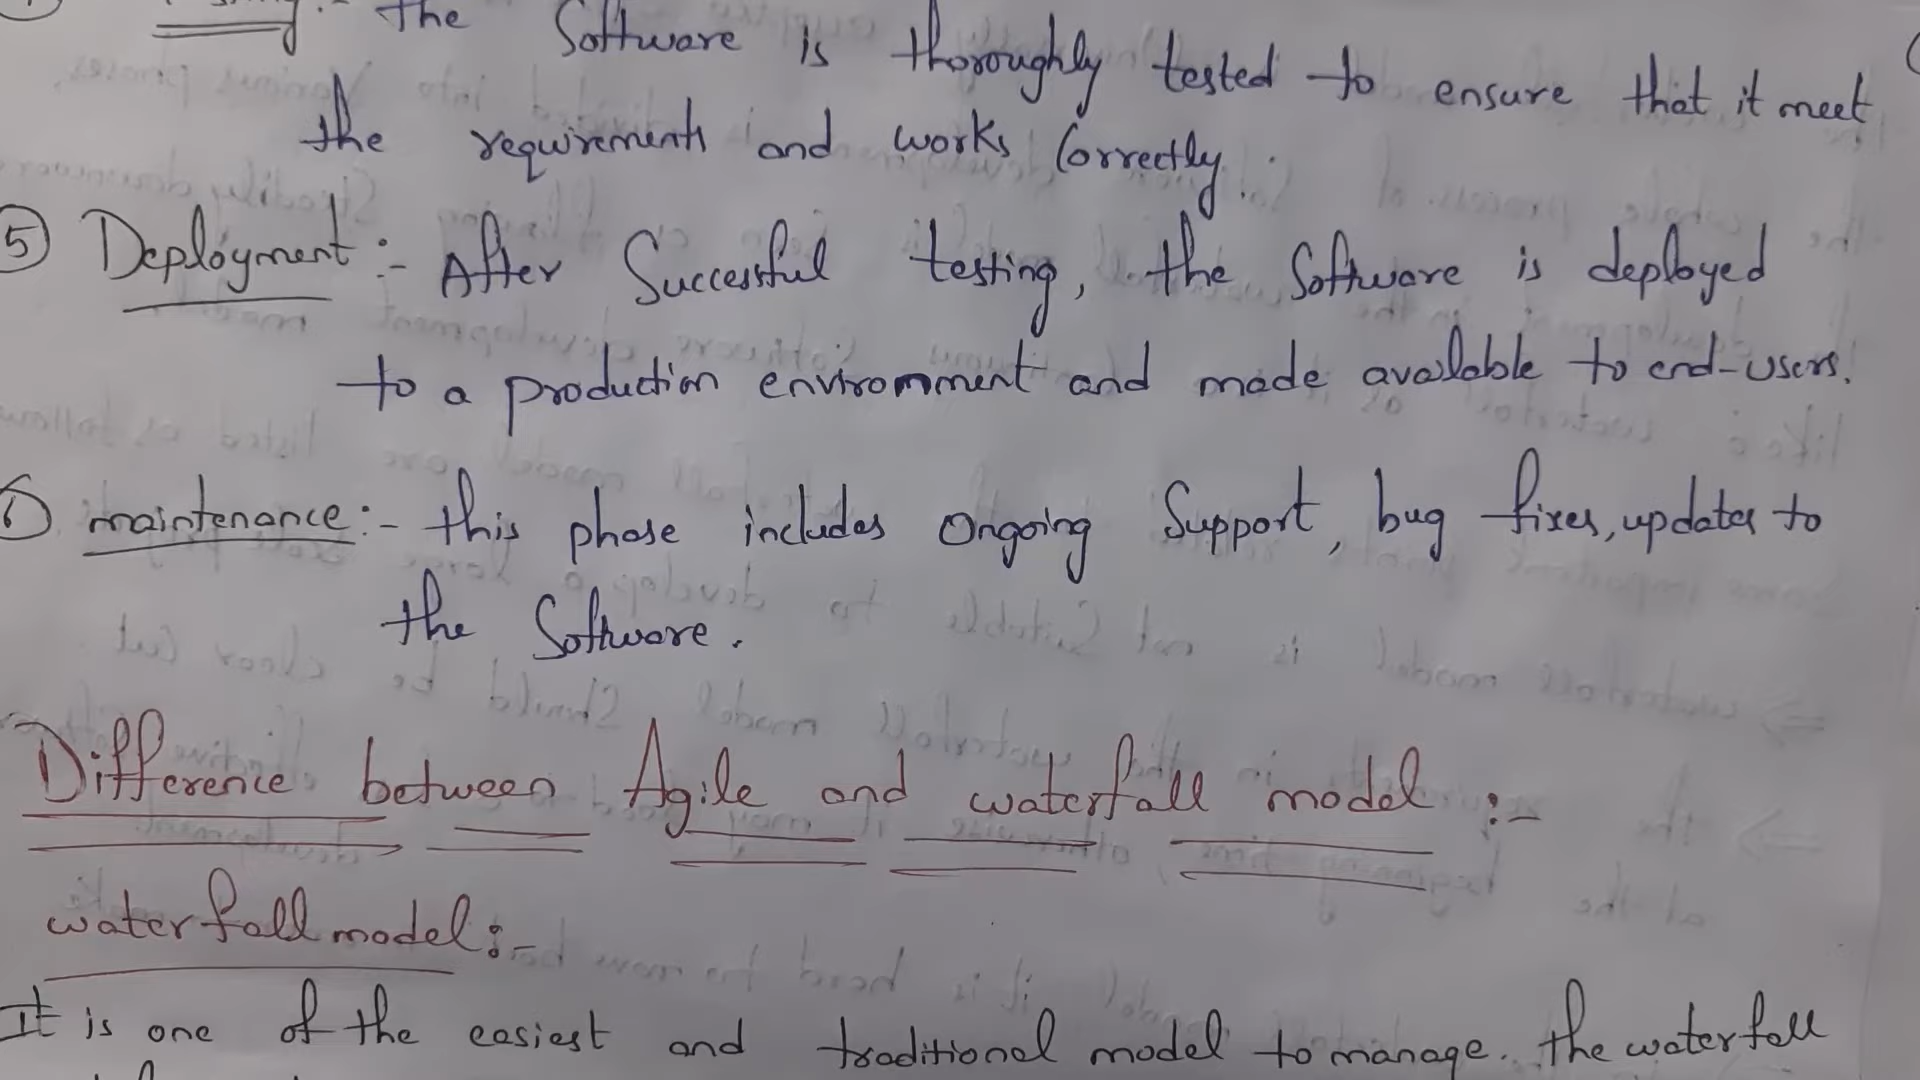 :- the Software is thoroughly tested to ensure that it meet
the requirements and works Correctly.
⑤ Deployment :- After Successful testing, the Software is deployed
to a production environment and made available to end-users.
⑥ maintenance :- this phase includes Ongoing Support, bug fixes, updates to
the Software.
Difference between Agile and waterfall model :-
waterfall model :-
It is one of the easiest and traditional model to manage. the waterfall